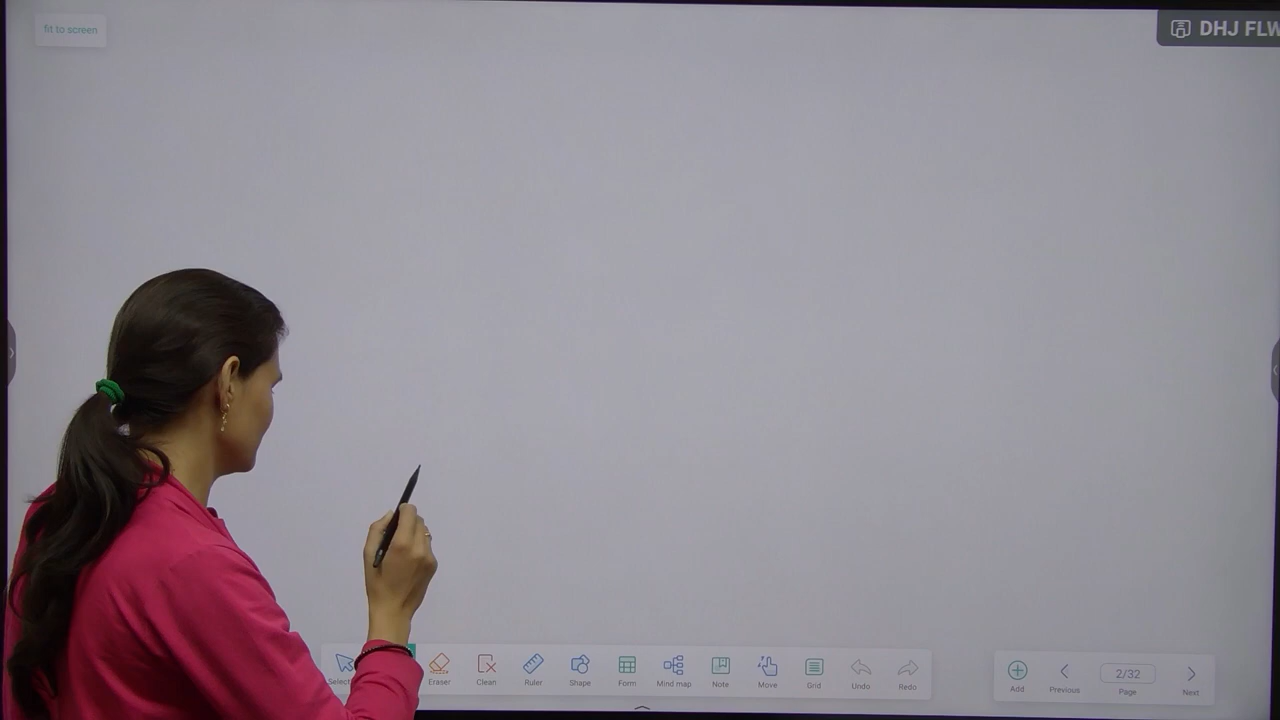 fit to screen
DHJ FLW
Select
Eraser
Clean
Ruler
Shape
Form
Mind map
Note
Move
Grid
Undo
Redo
Add
Previous
2/32
Page
Next